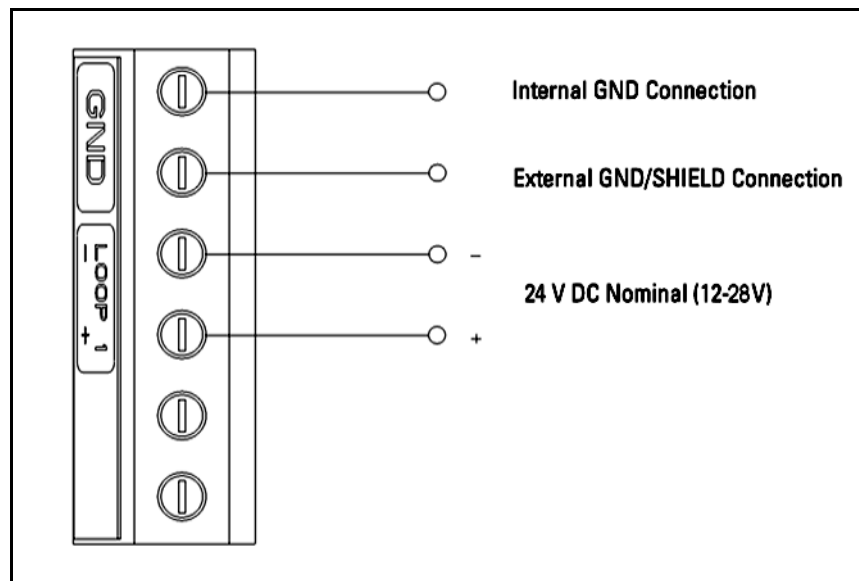 GND
LOOP 1
- +
Internal GND Connection
External GND/SHIELD Connection
-
24 V DC Nominal (12-28V)
+